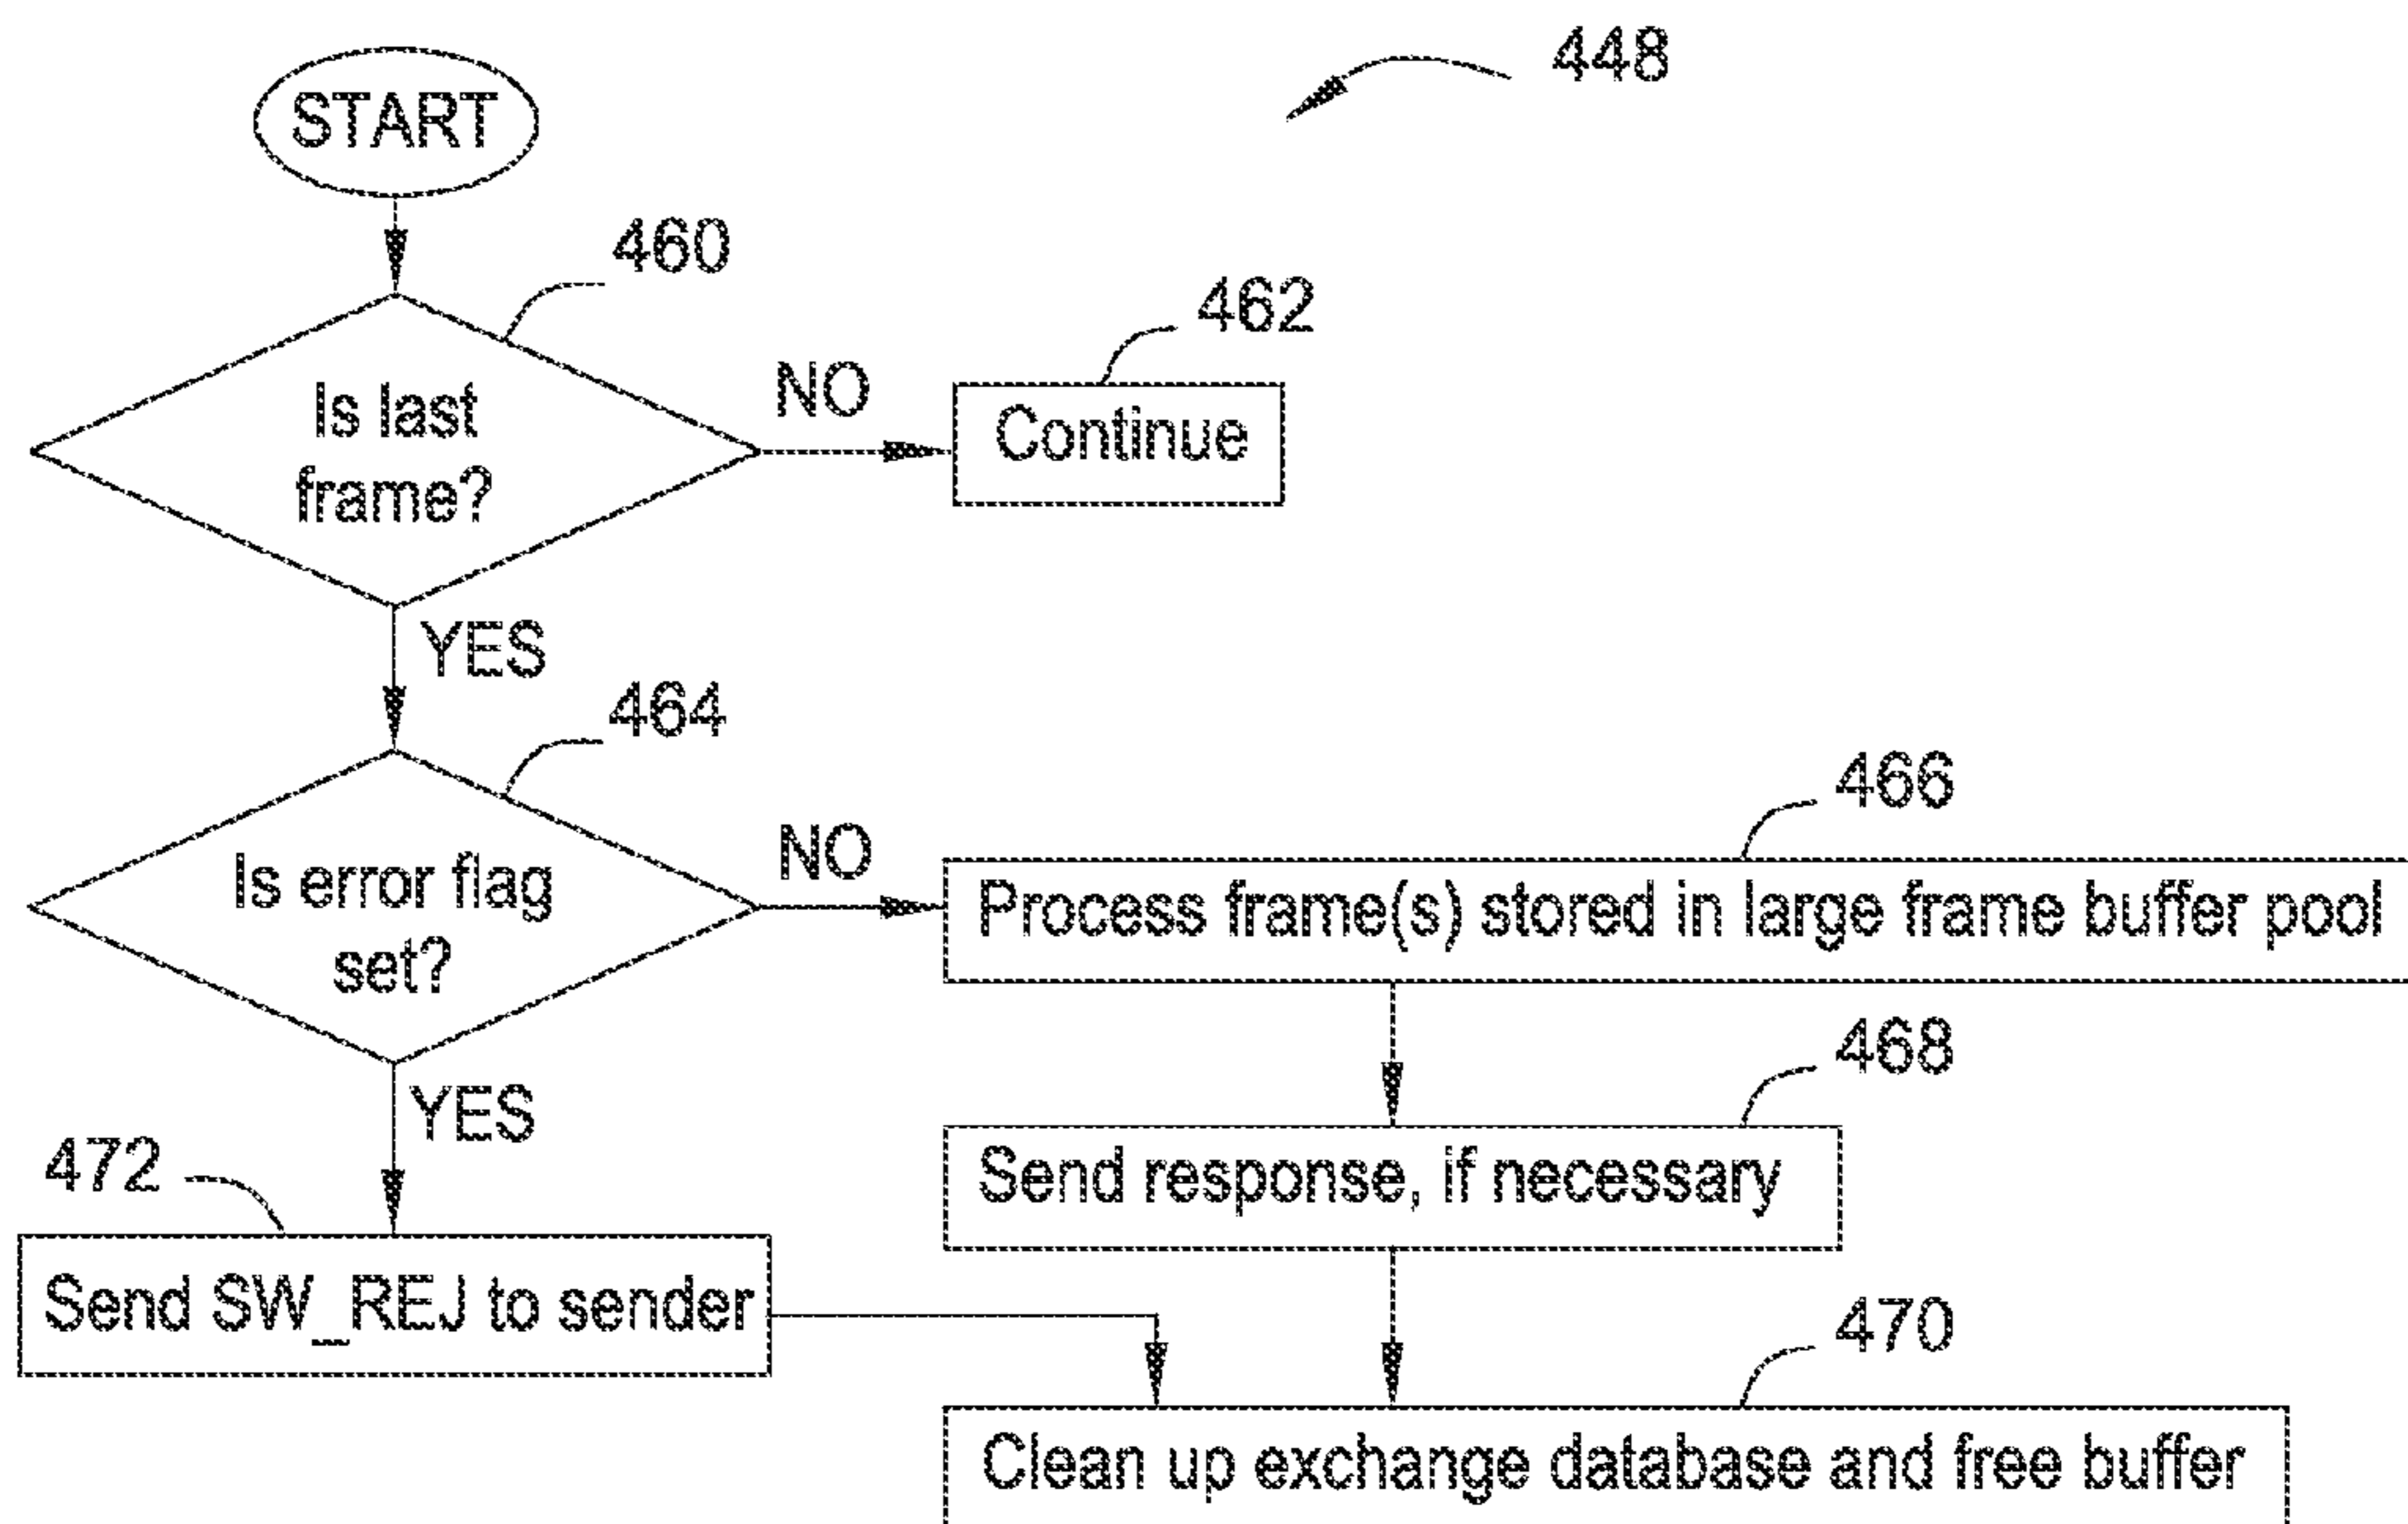 448
START
460
Is last
frame?
NO
462
Continue
YES
464
Is error flag
set?
NO
466
Process frame(s) stored in large frame buffer pool
468
Send response, if necessary
YES
472
Send SW_REJ to sender
470
Clean up exchange database and free buffer